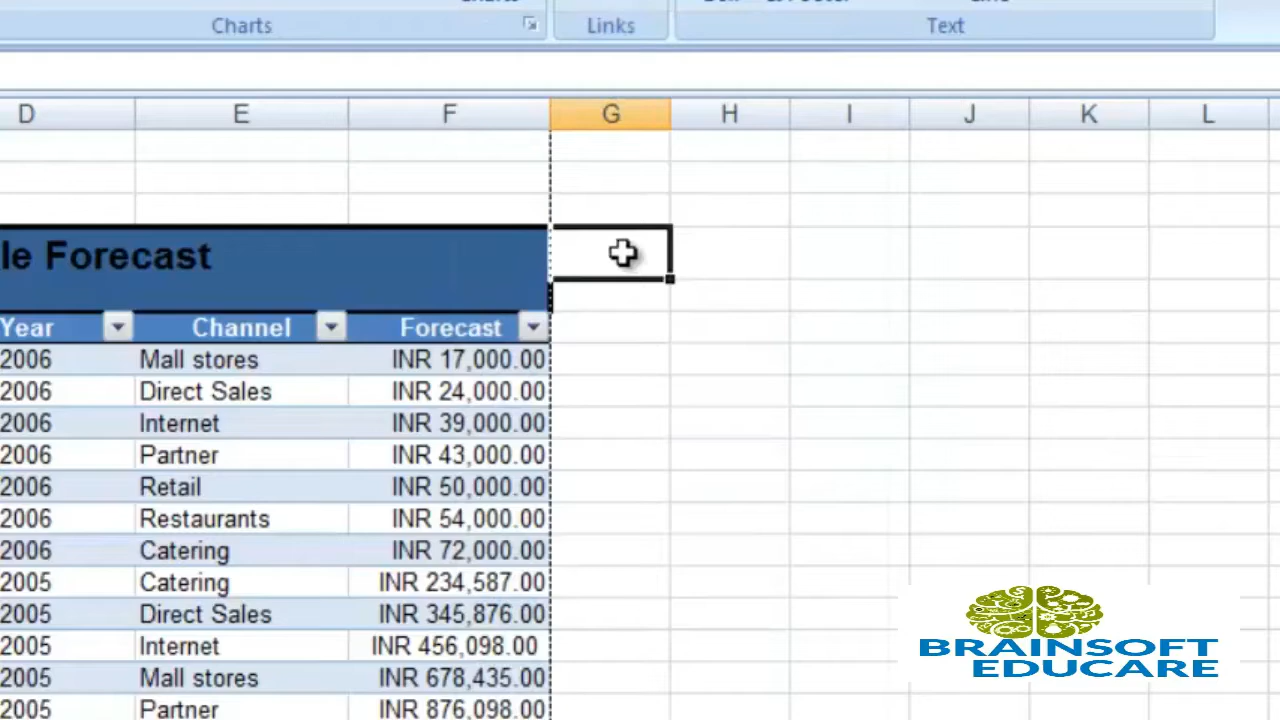 Charts
Links
Text
D E F G H I J K L
le Forecast
Year Channel Forecast
2006 Mall stores INR 17,000.00
2006 Direct Sales INR 24,000.00
2006 Internet INR 39,000.00
2006 Partner INR 43,000.00
2006 Retail INR 50,000.00
2006 Restaurants INR 54,000.00
2006 Catering INR 72,000.00
2005 Catering INR 234,587.00
2005 Direct Sales INR 345,876.00
2005 Internet INR 456,098.00
2005 Mall stores INR 678,435.00
2005 Partner INR 876,098.00
BRAINSOFT
EDUCARE